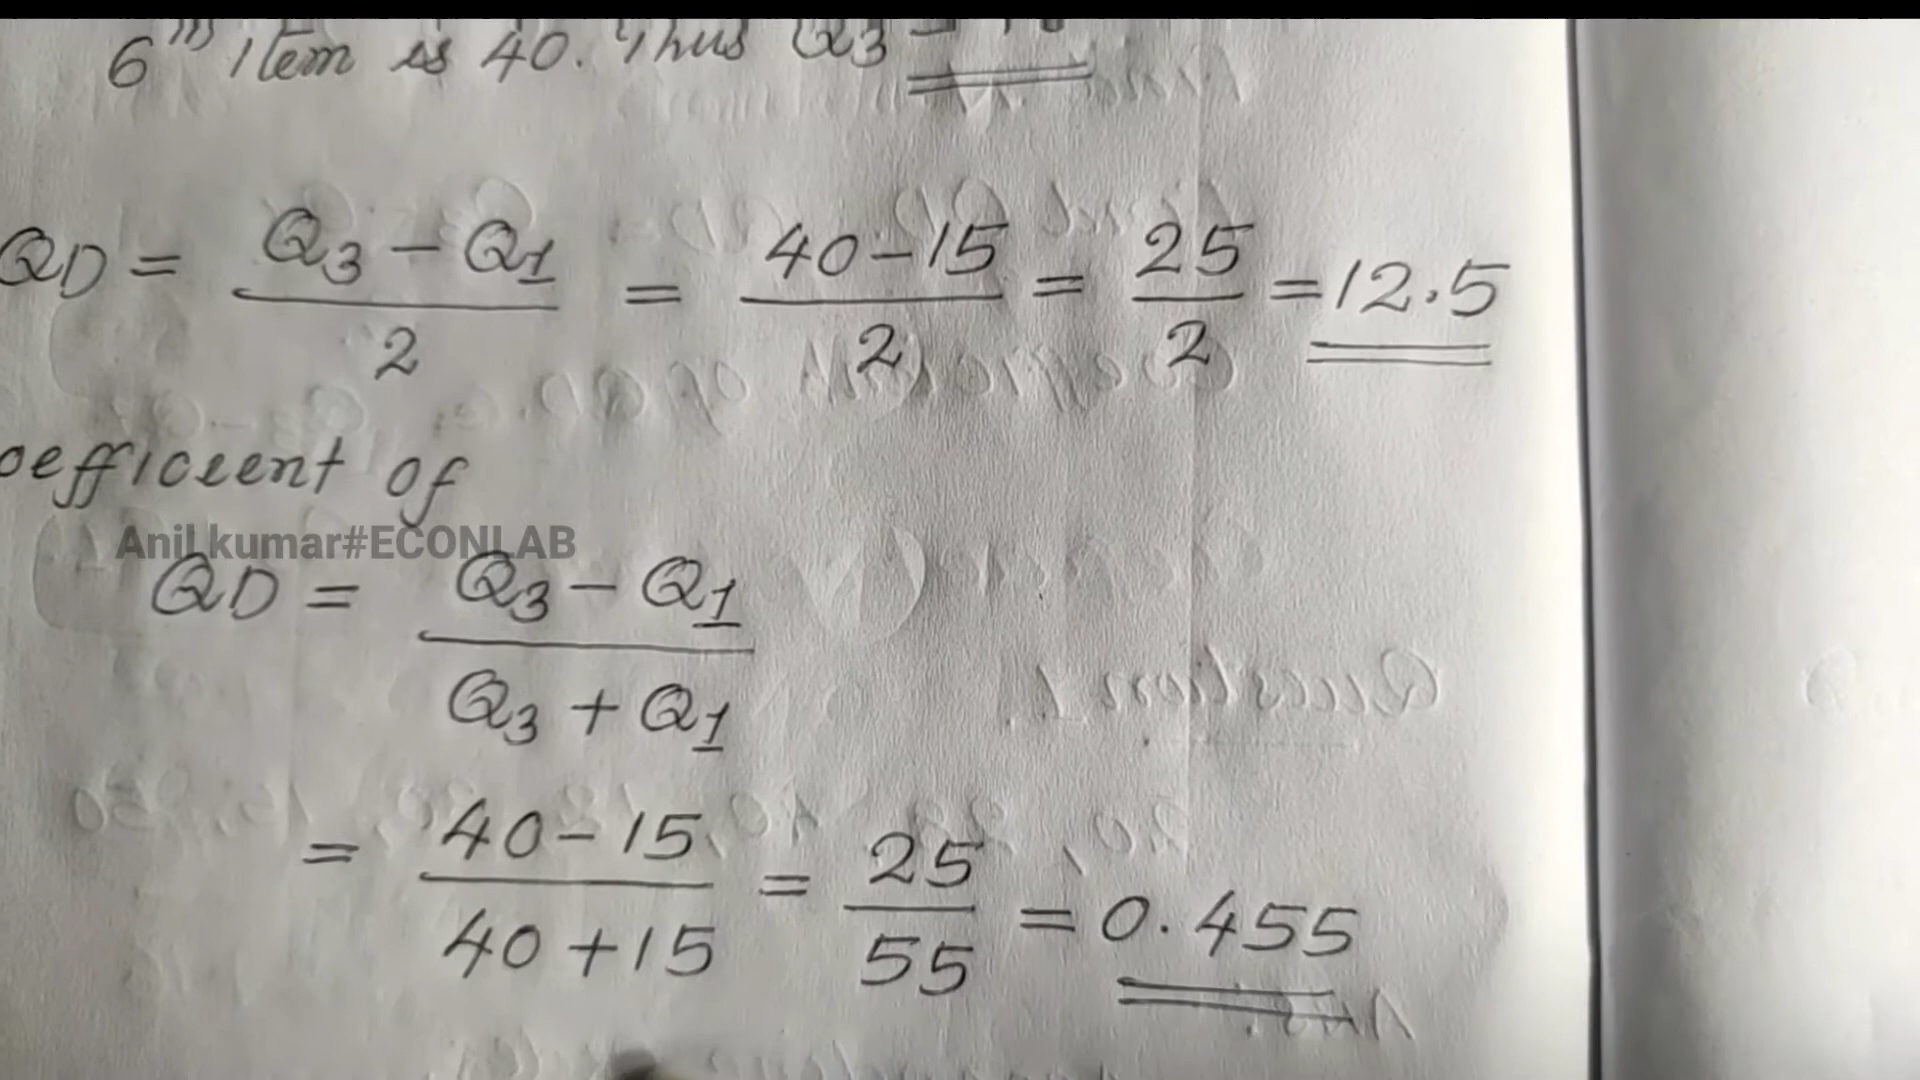 6th item is 40. Thus Q3 =
QD = Q3 - Q1 / 2 = 40-15 / 2 = 25 / 2 = 12.5
oefficient of
Anil kumar#ECONLAB
QD = Q3 - Q1 / Q3 + Q1
= 40-15 / 40+15 = 25 / 55 = 0.455